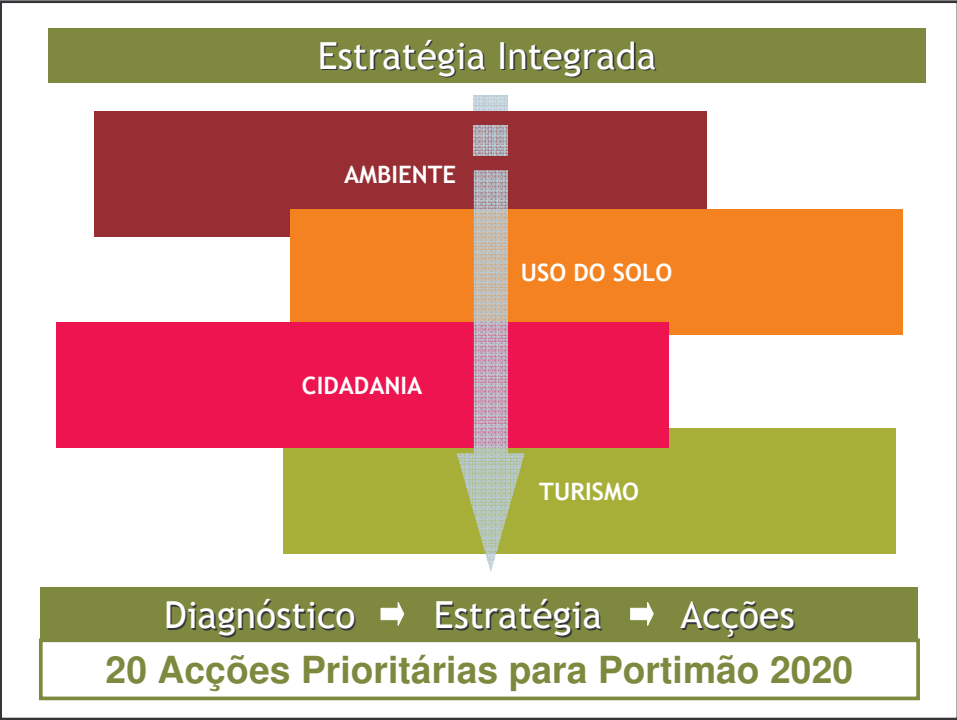 Estratégia Integrada
AMBIENTE
USO DO SOLO
CIDADANIA
TURISMO
Diagnóstico ➡ Estratégia ➡ Acções
20 Acções Prioritárias para Portimão 2020